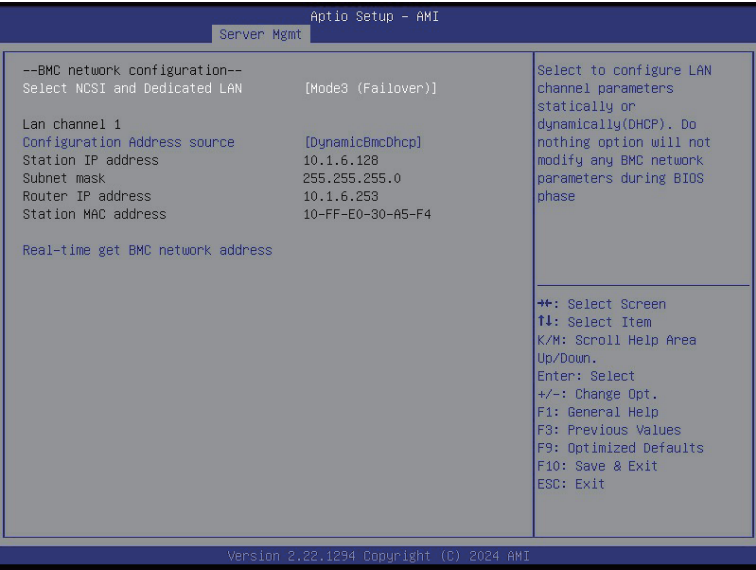 Aptio Setup - AMI
Server Mgmt
--BMC network configuration--
Select NCSI and Dedicated LAN [Mode3 (Failover)]
Lan channel 1
Configuration Address source [DynamicBmcDhcp]
Station IP address 10.1.6.128
Subnet mask 255.255.255.0
Router IP address 10.1.6.253
Station MAC address 10-FF-E0-30-A5-F4
Real-time get BMC network address
Select to configure LAN
channel parameters
statically or
dynamically(DHCP). Do
nothing option will not
modify any BMC network
parameters during BIOS
phase
→←: Select Screen
↑↓: Select Item
K/M: Scroll Help Area
Up/Down.
Enter: Select
+/-: Change Opt.
F1: General Help
F3: Previous Values
F9: Optimized Defaults
F10: Save & Exit
ESC: Exit
Version 2.22.1294 Copyright (C) 2024 AMI